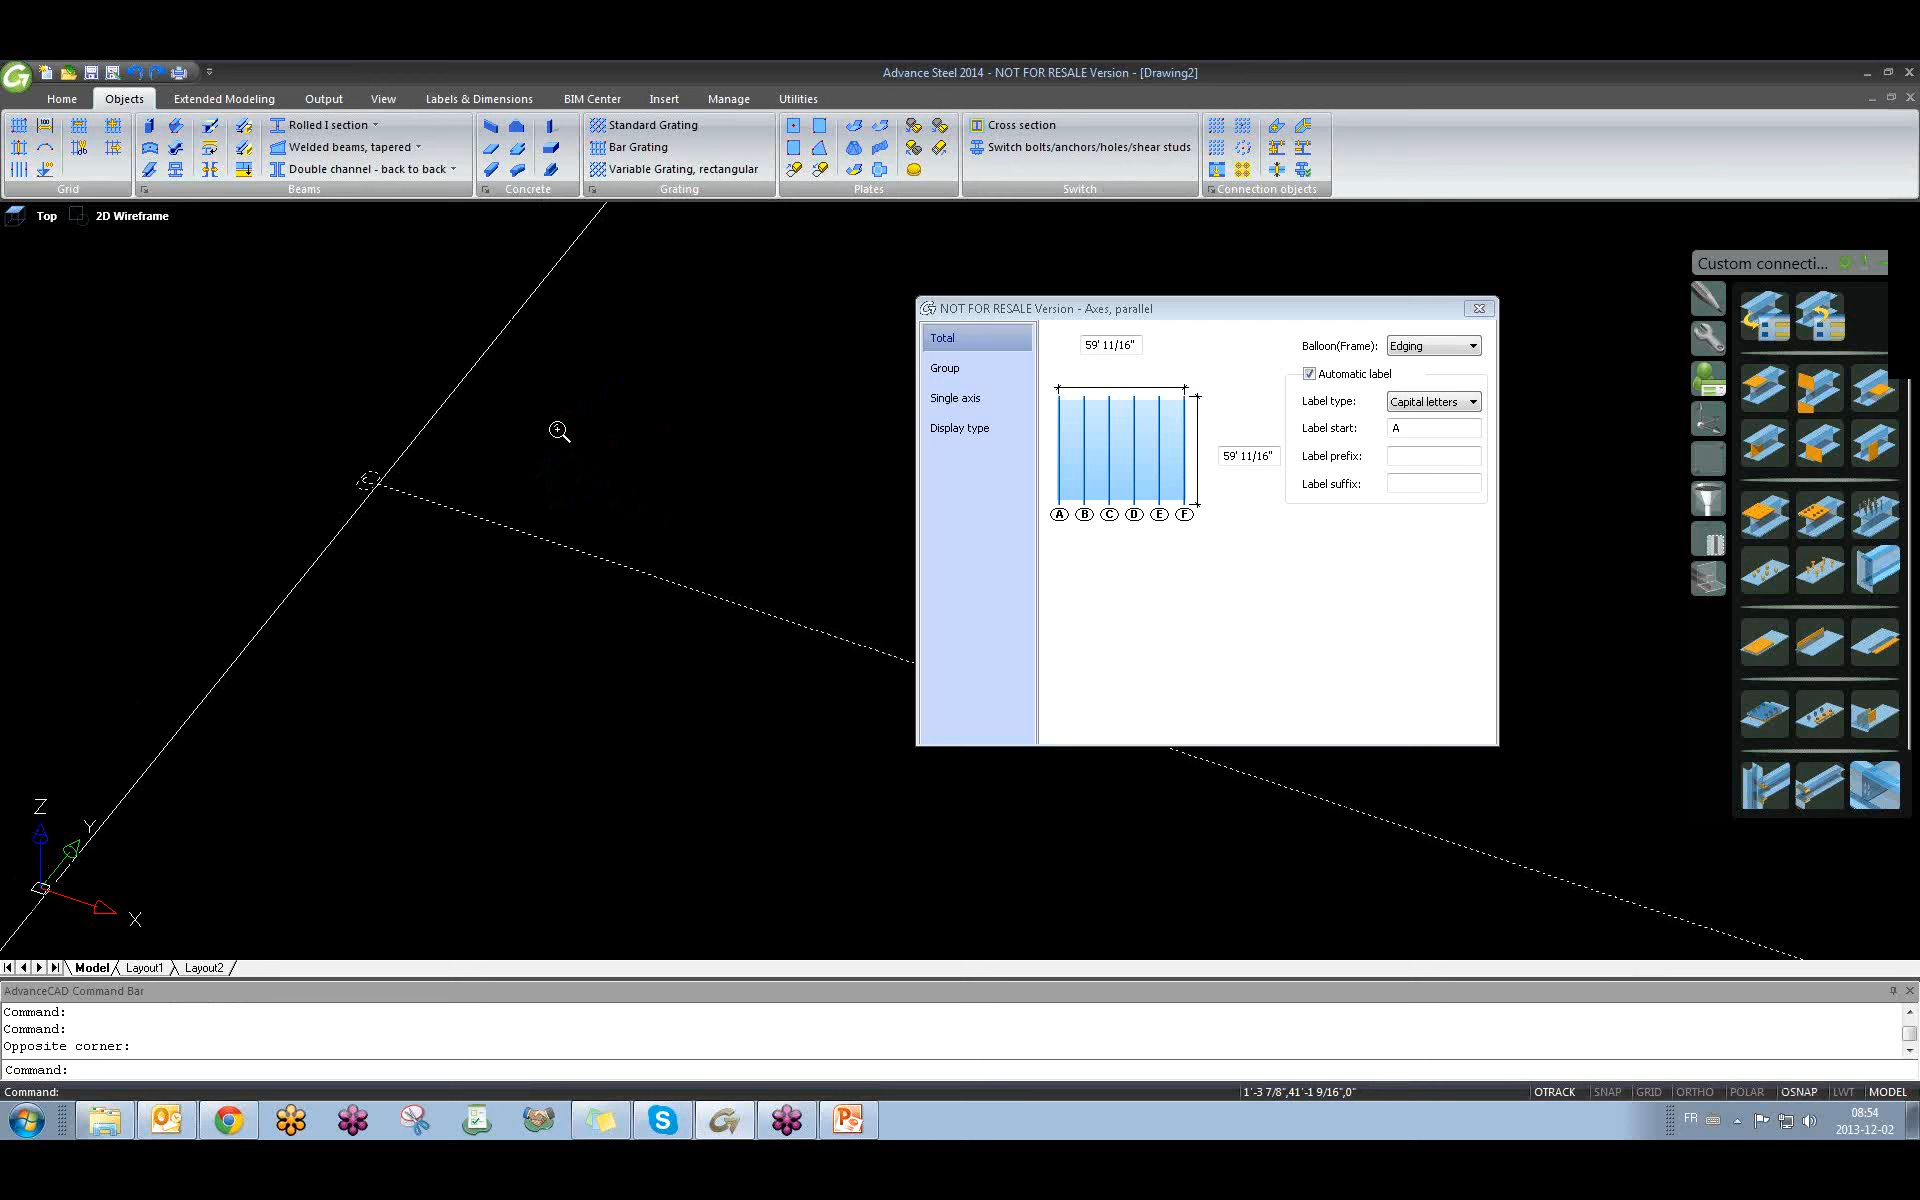 Advance Steel 2014 - NOT FOR RESALE Version - [Drawing2]
Home Objects Extended Modeling Output View Labels & Dimensions BIM Center Insert Manage Utilities
Rolled I section Standard Grating Cross section
Welded beams, tapered Bar Grating Switch bolts/anchors/holes/shear studs
Double channel - back to back Variable Grating, rectangular
Grid Beams Concrete Grating Plates Switch Connection objects
Top 2D Wireframe
Custom connecti...
NOT FOR RESALE Version - Axes, parallel
Total
Group
Single axis
Display type
59' 11/16"
59' 11/16"
A B C D E F
Balloon(Frame): Edging
Automatic label
Label type: Capital letters
Label start: A
Label prefix:
Label suffix:
Z
Y
X
Model Layout1 Layout2
AdvanceCAD Command Bar
Command:
Command:
Opposite corner:
Command:
Command: 1'-3 7/8",41'-1 9/16",0" OTRACK SNAP GRID ORTHO POLAR OSNAP LWT MODEL
FR 08:54
2013-12-02